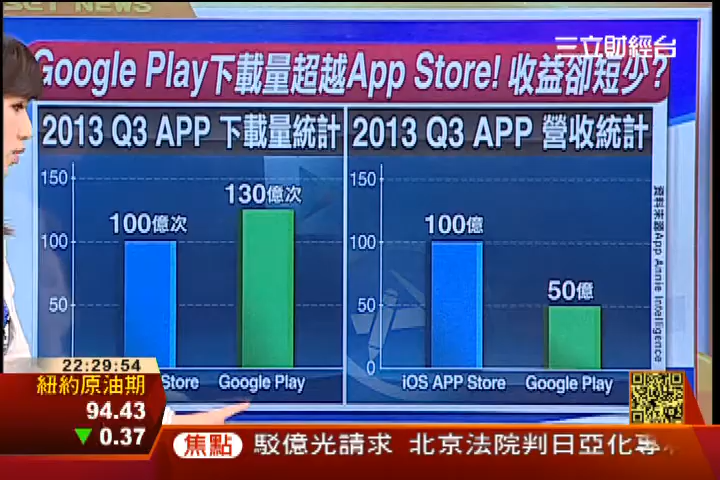 SET NEWS
三立財經台
Google Play下載量超越App Store! 收益卻短少?
2013 Q3 APP 下載量統計
150
100
50
100億次
130億次
Store
Google Play
2013 Q3 APP 營收統計
150
100
50
0
100億
50億
iOS APP Store
Google Play
資料來源App Annie Intelligence
22:29:54
紐約原油期
94.43
▼ 0.37
焦點
駁億光請求 北京法院判日亞化專